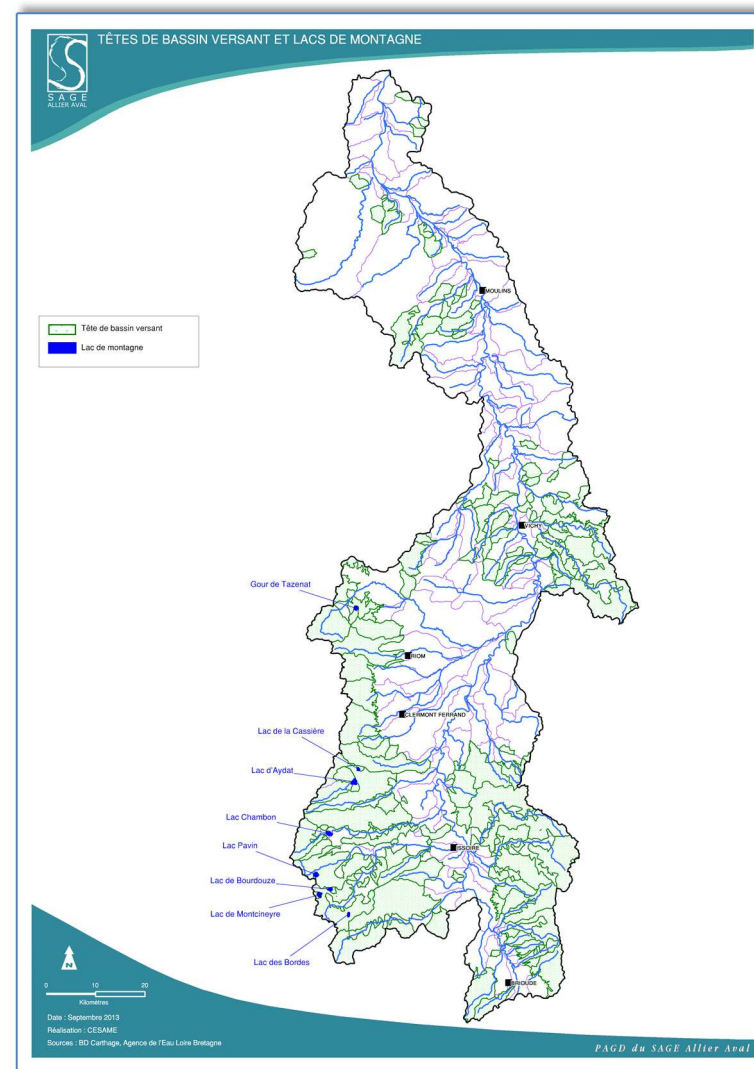 TÊTES DE BASSIN VERSANT ET LACS DE MONTAGNE
SAGE
ALLIER AVAL
MOULINS
Tête de bassin versant
Lac de montagne
VICHY
Gour de Tazenat
RIOM
CLERMONT FERRAND
Lac de la Cassière
Lac d'Aydat
Lac Chambon
ISSOIRE
Lac Pavin
Lac de Bourdouze
Lac de Montcineyre
Lac des Bordes
BRIOUDE
N
0 10 20
Kilomètres
Date : Septembre 2013
Réalisation : CESAME
Sources : BD Carthage, Agence de l'Eau Loire Bretagne
PAGD du SAGE Allier Aval